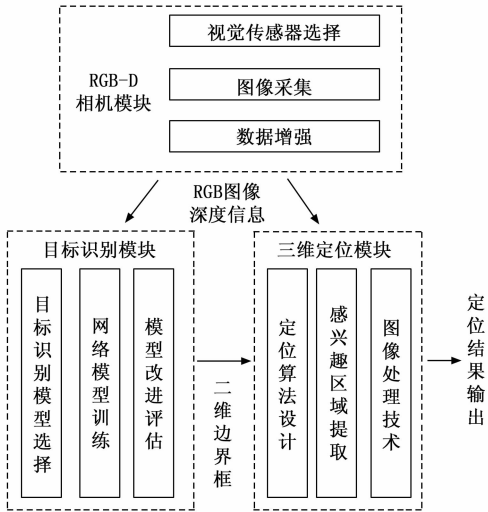 视觉传感器选择
RGB-D
相机模块
图像采集
数据增强
RGB图像
深度信息
目标识别模块
目标识别模型选择
网络模型训练
模型改进评估
二维边界框
三维定位模块
定位算法设计
感兴趣区域提取
图像处理技术
定位结果输出